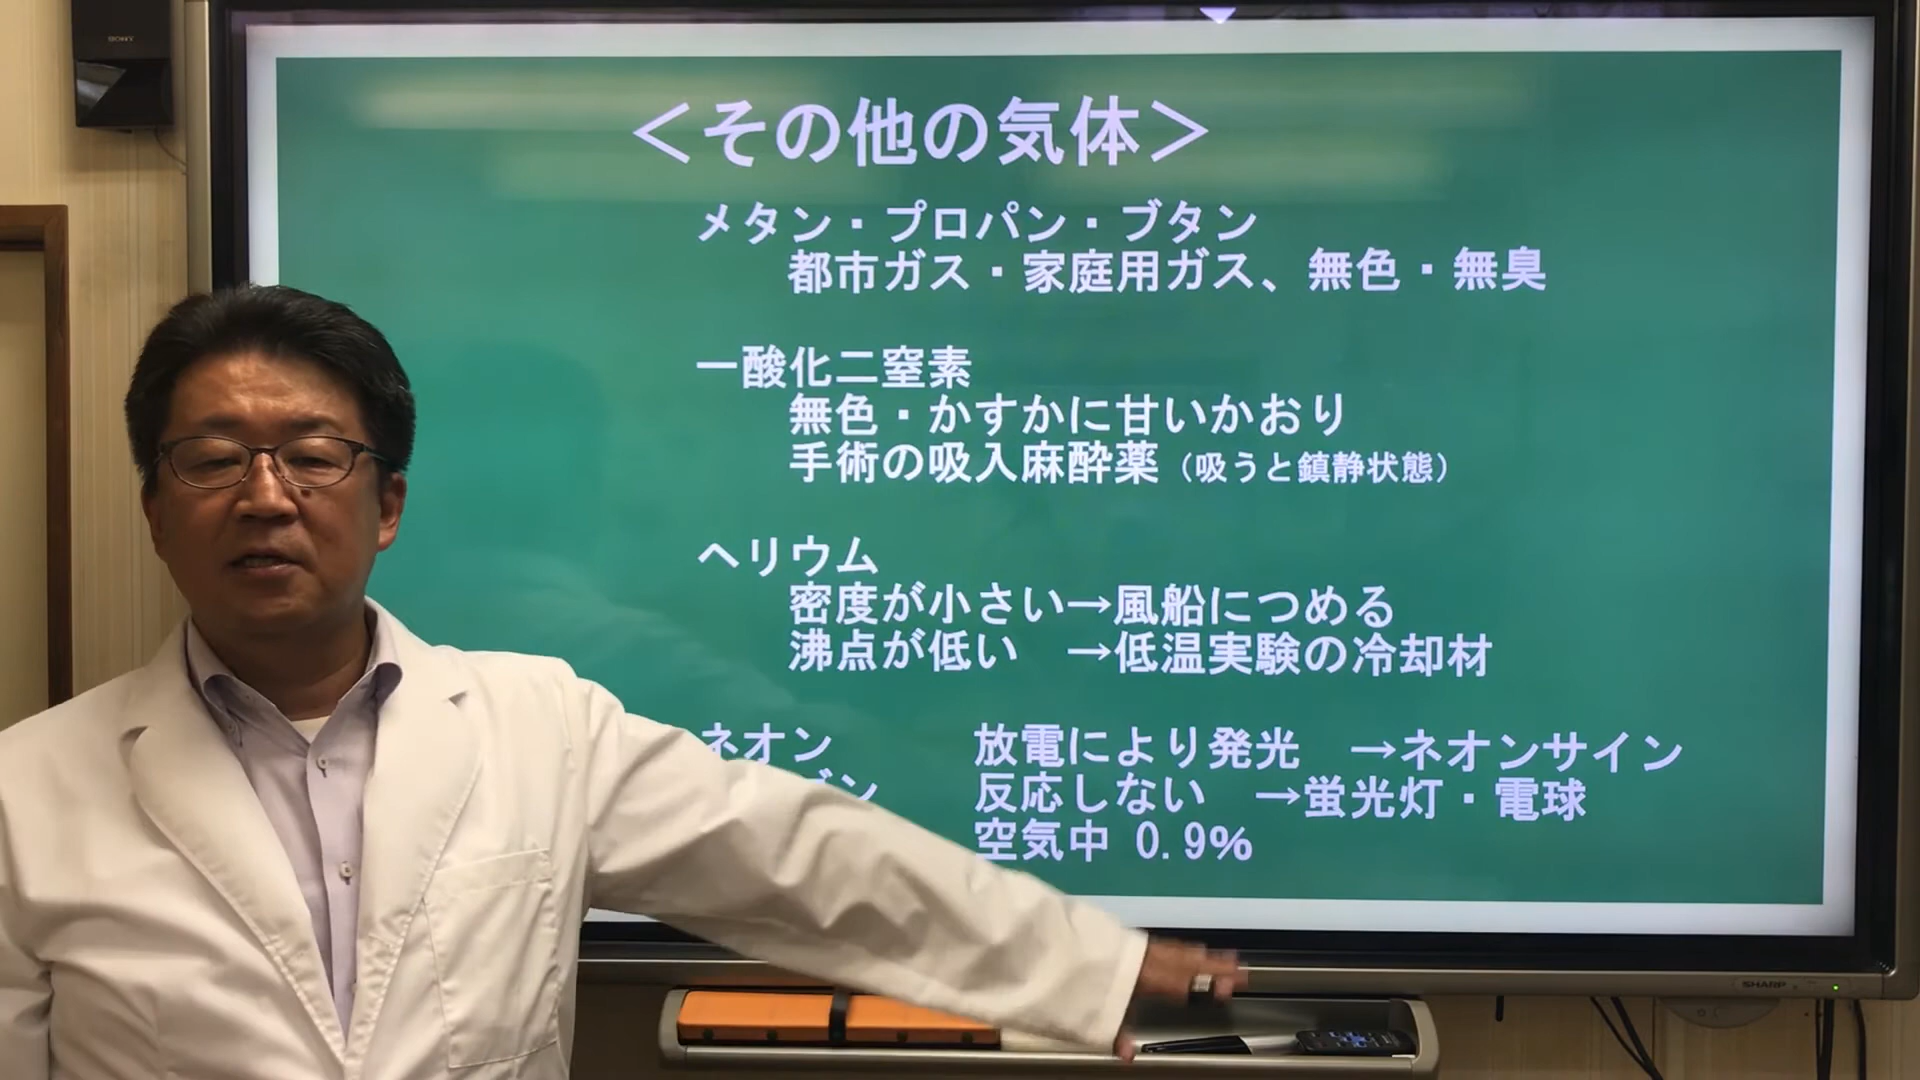 ＜その他の気体＞
メタン・プロパン・ブタン
都市ガス・家庭用ガス、無色・無臭
一酸化二窒素
無色・かすかに甘いかおり
手術の吸入麻酔薬（吸うと鎮静状態）
ヘリウム
密度が小さい→風船につめる
沸点が低い　→低温実験の冷却材
ネオン　放電により発光　→ネオンサイン
反応しない　→蛍光灯・電球
空気中 0.9%
SHARP
SONY